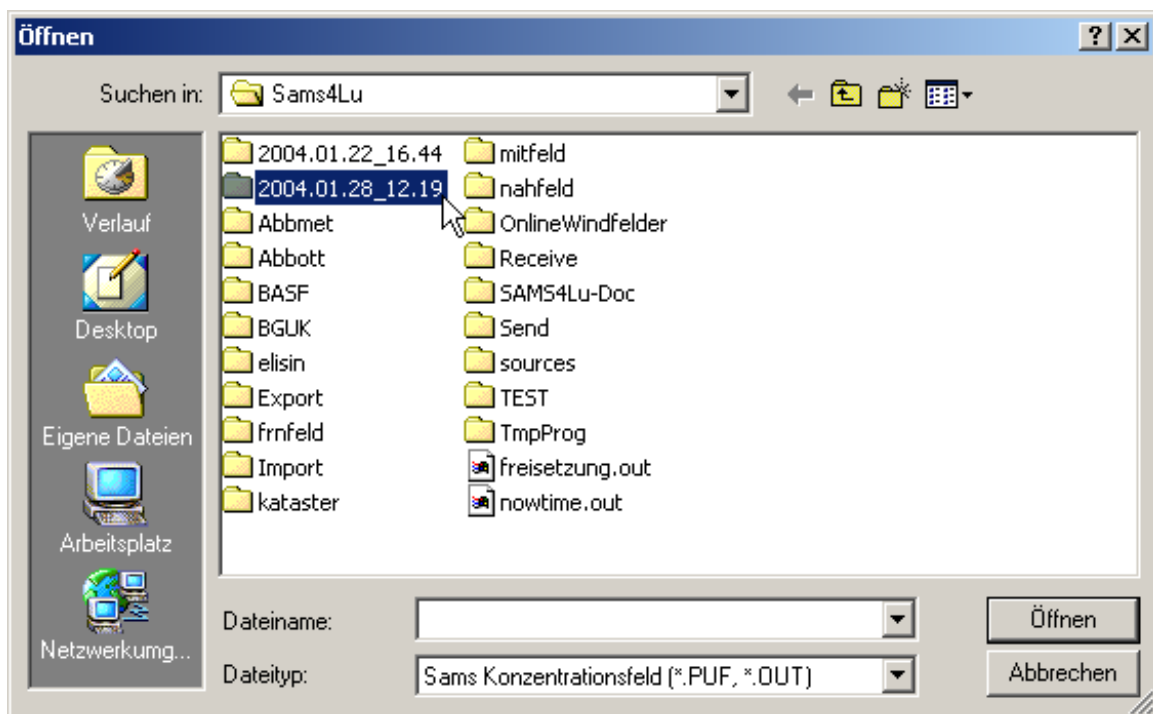 Öffnen
Suchen in:
Sams4Lu
Verlauf
Desktop
Eigene Dateien
Arbeitsplatz
Netzwerkumg...
2004.01.22_16.44
2004.01.28_12.19
Abbmet
Abbott
BASF
BGUK
elisin
Export
frnfeld
Import
kataster
mitfeld
nahfeld
OnlineWindfelder
Receive
SAMS4Lu-Doc
Send
sources
TEST
TmpProg
freisetzung.out
nowtime.out
Dateiname:
Öffnen
Dateityp:
Sams Konzentrationsfeld (*.PUF, *.OUT)
Abbrechen